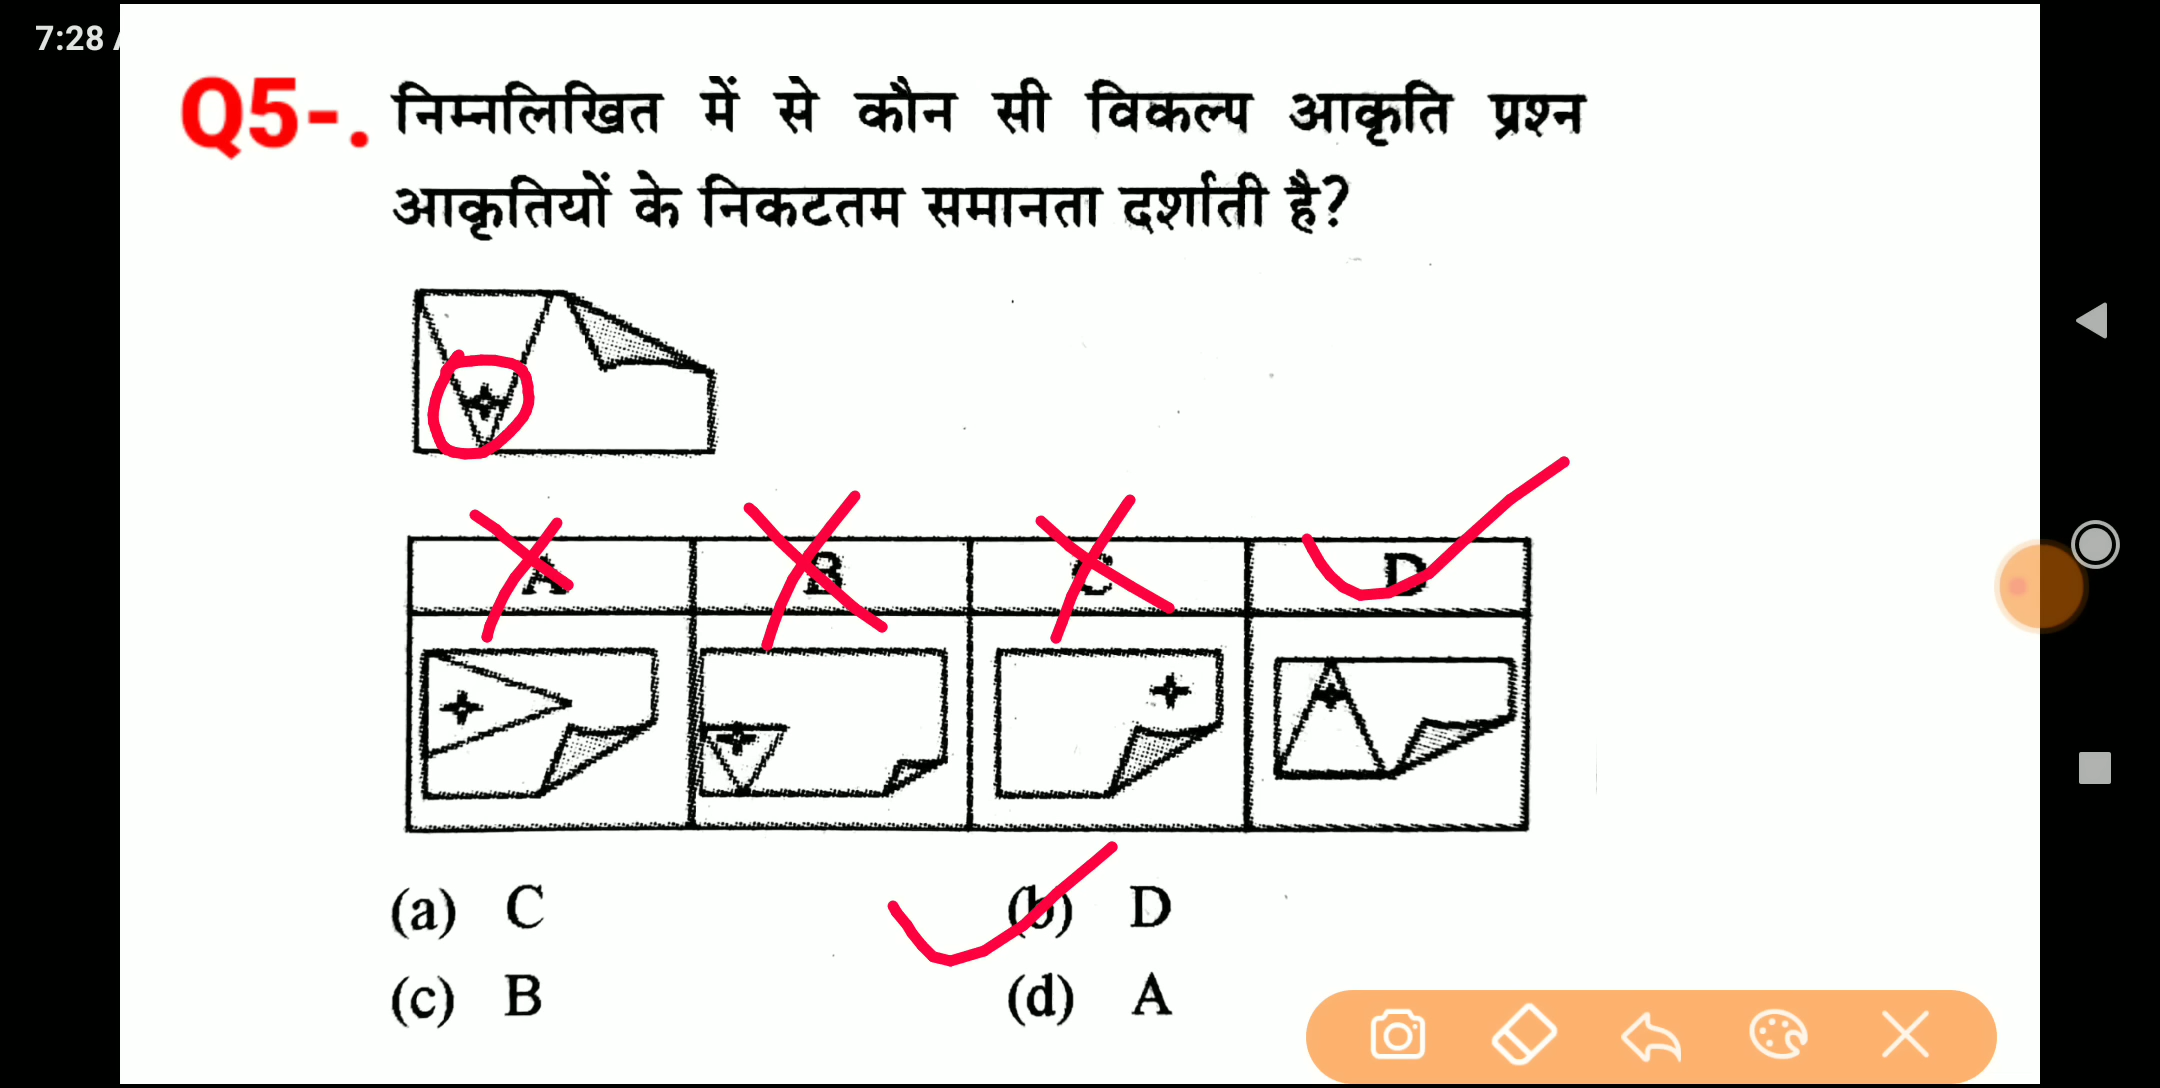 7:28
Q5-. निम्नलिखित में से कौन सी विकल्प आकृति प्रश्न
आकृतियों के निकटतम समानता दर्शाती है?
A B C D
(a) C (b) D
(c) B (d) A